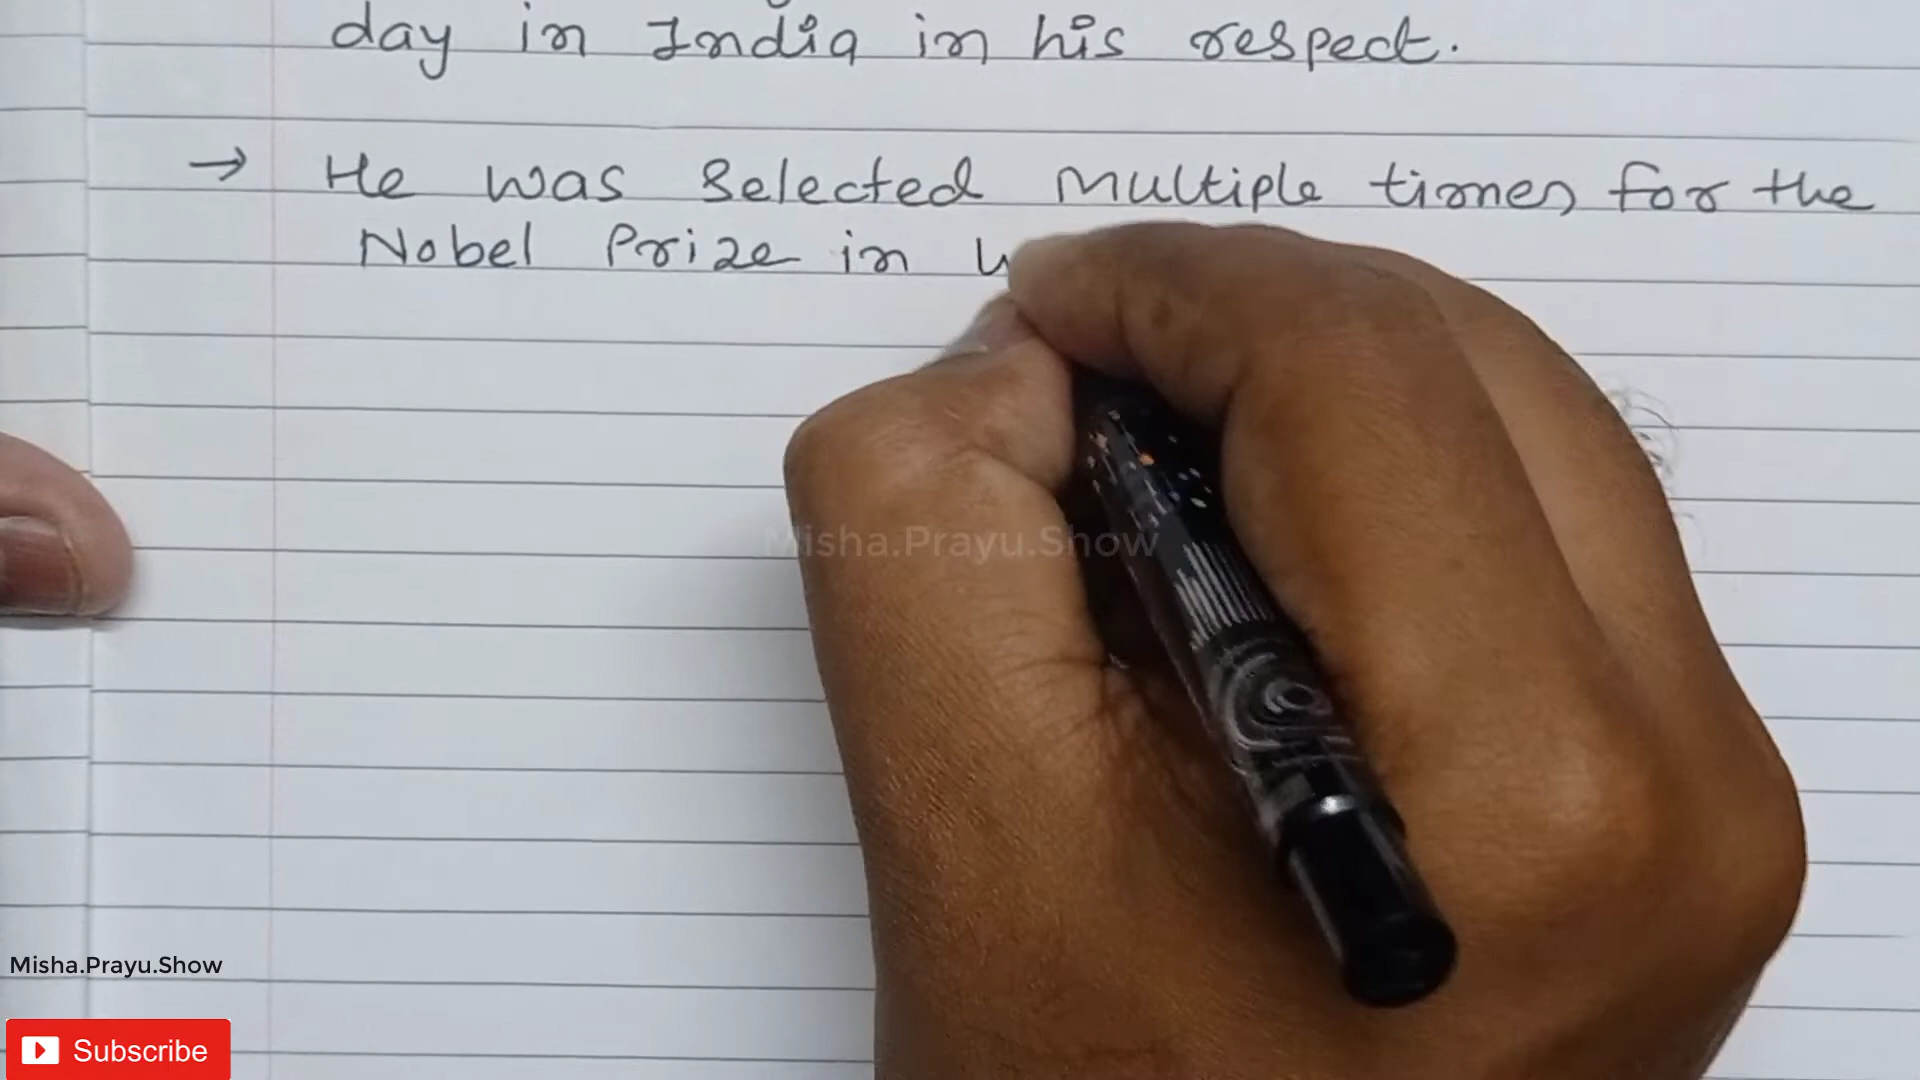 day in India in his respect.
→ He was selected multiple times for the
Nobel Prize in
Misha.Prayu.Show
Misha.Prayu.Show
Subscribe